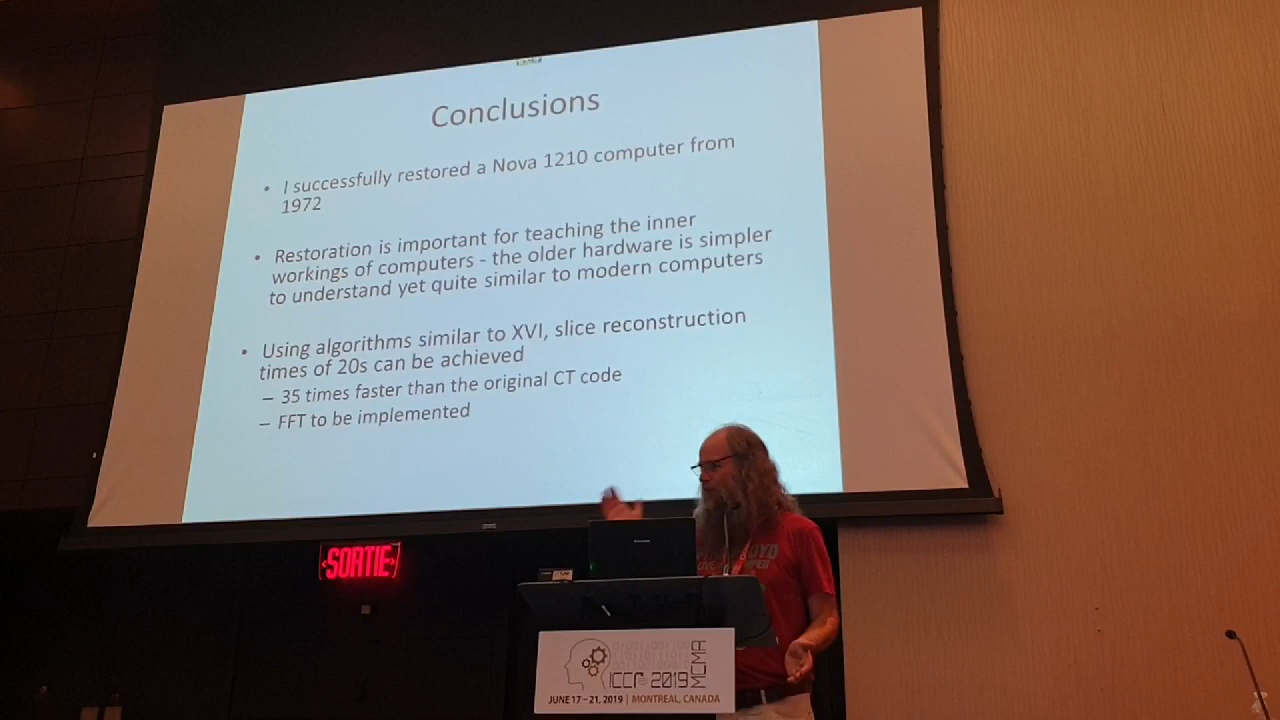 Conclusions
• I successfully restored a Nova 1210 computer from
1972
• Restoration is important for teaching the inner
workings of computers - the older hardware is simpler
to understand yet quite similar to modern computers
• Using algorithms similar to XVI, slice reconstruction
times of 20s can be achieved
– 35 times faster than the original CT code
– FFT to be implemented
SORTIE
ICCR 2019
MCMA
JUNE 17 – 21, 2019 | MONTREAL, CANADA